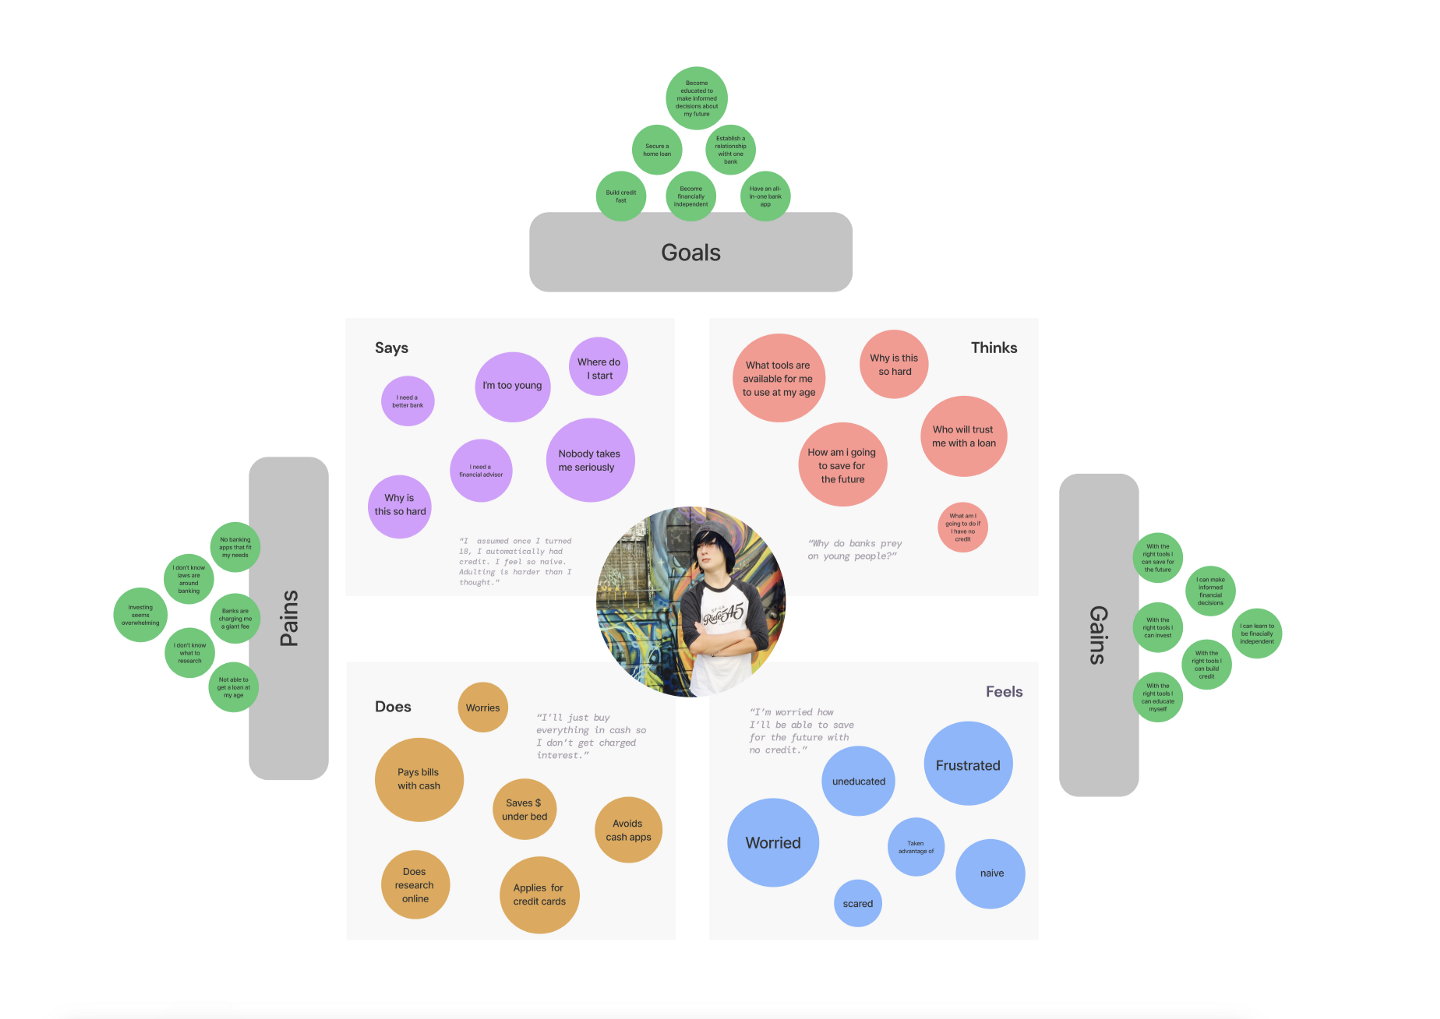 Become
educated to
make informed
decisions about
my future
Secure a
home loan
Establish a
relationship
witht one
bank
Build credit
fast
Become
financially
independent
Have an all-
in-one bank
app
Goals
Says
I need a
better bank
I'm too young
Where do
I start
I need a
financial advisor
Nobody takes
me seriously
Why is
this so hard
"I assumed once I turned
18, I automatically had
credit. I feel so naive.
Adulting is harder than I
thought."
Thinks
What tools are
available for me
to use at my age
Why is this
so hard
Who will trust
me with a loan
How am i going
to save for
the future
What am I
going to do if
I have no
credit
"Why do banks prey
on young people?"
Pains
No banking
apps that fit
my needs
I don't know
laws are
around
banking
Investing
seems
overwhelming
Banks are
charging me
a giant fee
I don't know
what to
research
Not able to
get a loan at
my age
Gains
With the
right tools I
can save for
the future
I can make
informed
financial
decisions
With the
right tools I
can invest
I can learn to
be finacially
independent
With the
right tools I
can build
credit
With the
right tools I
can educate
myself
Does
Worries
"I'll just buy
everything in cash so
I don't get charged
interest."
Pays bills
with cash
Saves $
under bed
Avoids
cash apps
Does
research
online
Applies for
credit cards
Feels
"I'm worried how
I'll be able to save
for the future with
no credit."
uneducated
Frustrated
Worried
Taken
advantage of
naive
scared